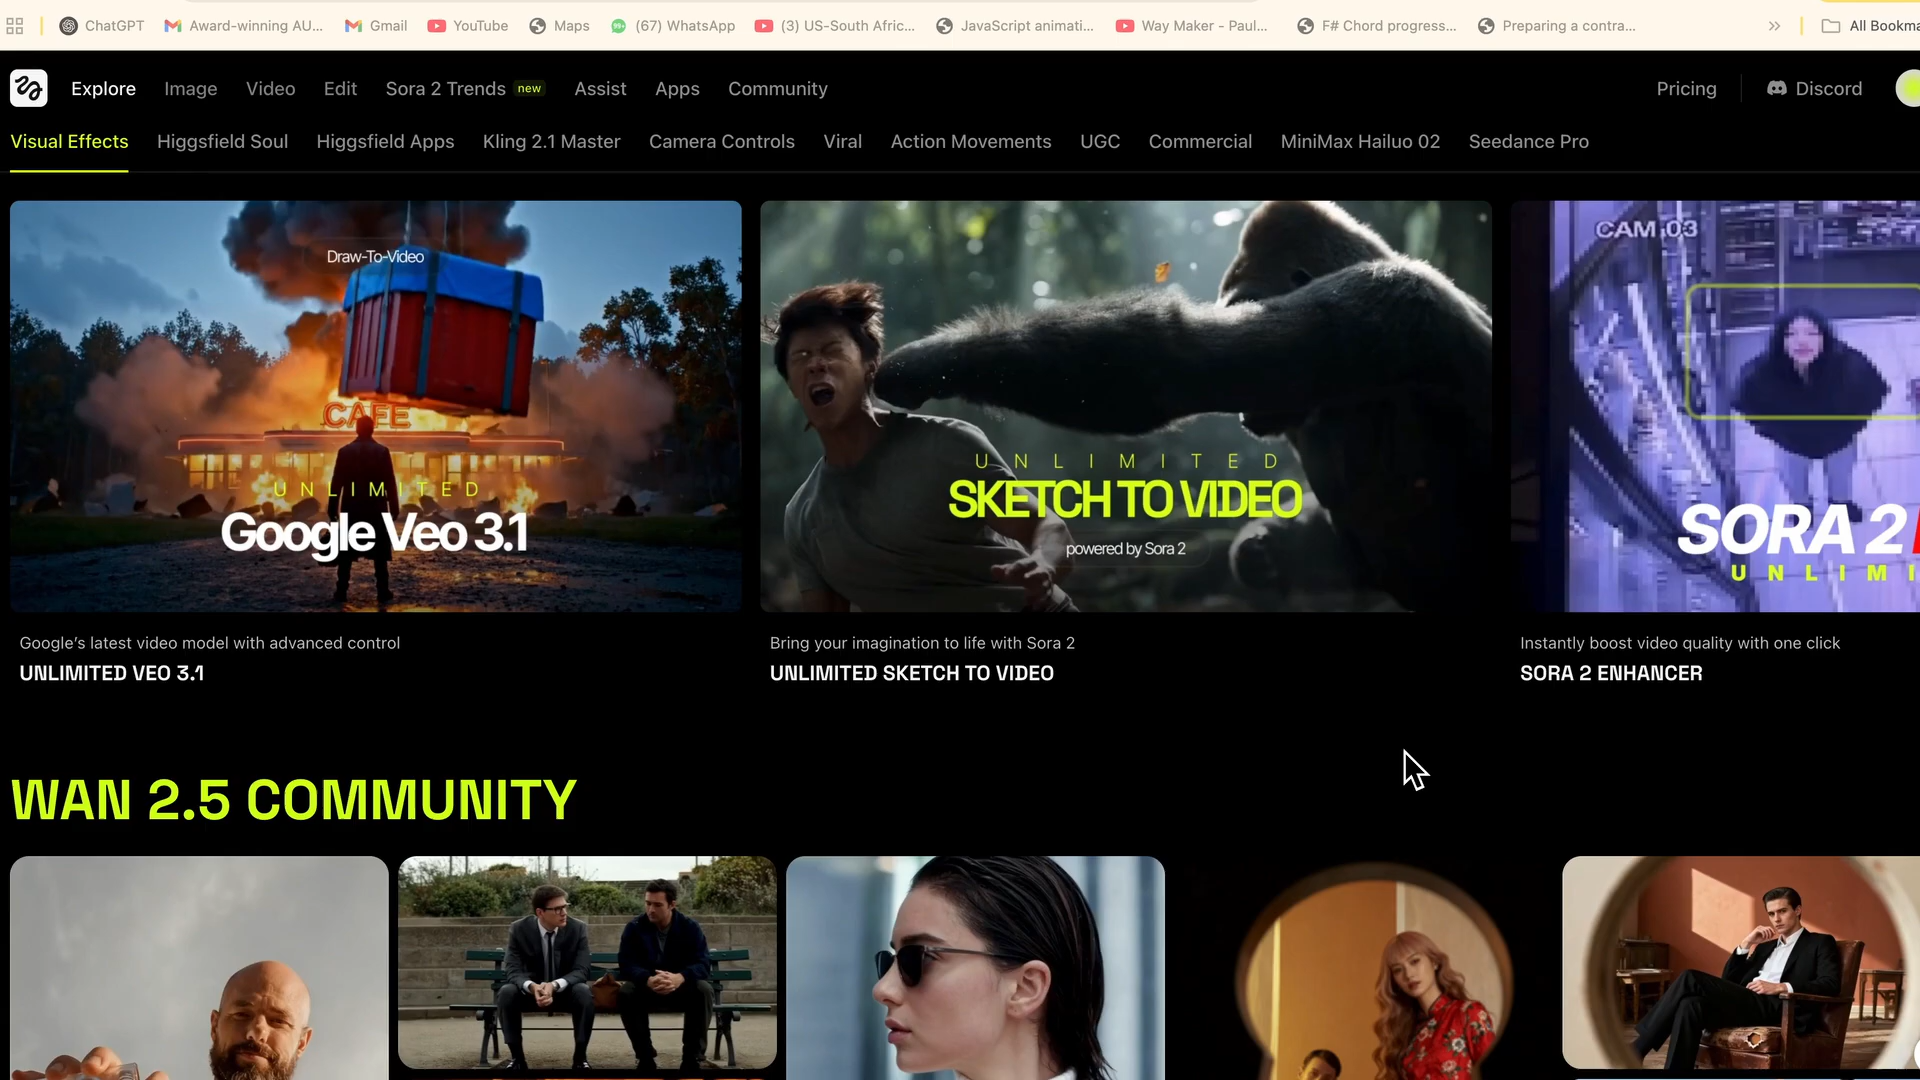 ChatGPT Award-winning AU... Gmail YouTube Maps (67) WhatsApp (3) US-South Afric... JavaScript animati... Way Maker - Paul... F# Chord progress... Preparing a contra... All Bookma
Explore Image Video Edit Sora 2 Trends new Assist Apps Community Pricing Discord
Visual Effects Higgsfield Soul Higgsfield Apps Kling 2.1 Master Camera Controls Viral Action Movements UGC Commercial MiniMax Hailuo 02 Seedance Pro
Draw-To-Video
CAFE
UNLIMITED
Google Veo 3.1
UNLIMITED
SKETCH TO VIDEO
powered by Sora 2
CAM 03
SORA 2
UNLIMI
Google's latest video model with advanced control
UNLIMITED VEO 3.1
Bring your imagination to life with Sora 2
UNLIMITED SKETCH TO VIDEO
Instantly boost video quality with one click
SORA 2 ENHANCER
WAN 2.5 COMMUNITY